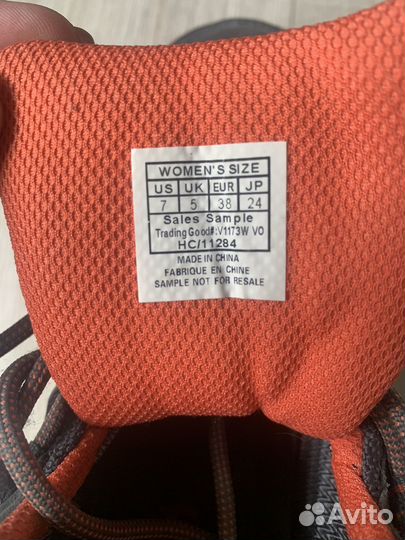 WOMEN'S SIZE
US UK EUR JP
7 5 38 24
Sales Sample
Trading Good#:V1173W VO
HC/11284
MADE IN CHINA
FABRIQUE EN CHINE
SAMPLE NOT FOR RESALE
Avito